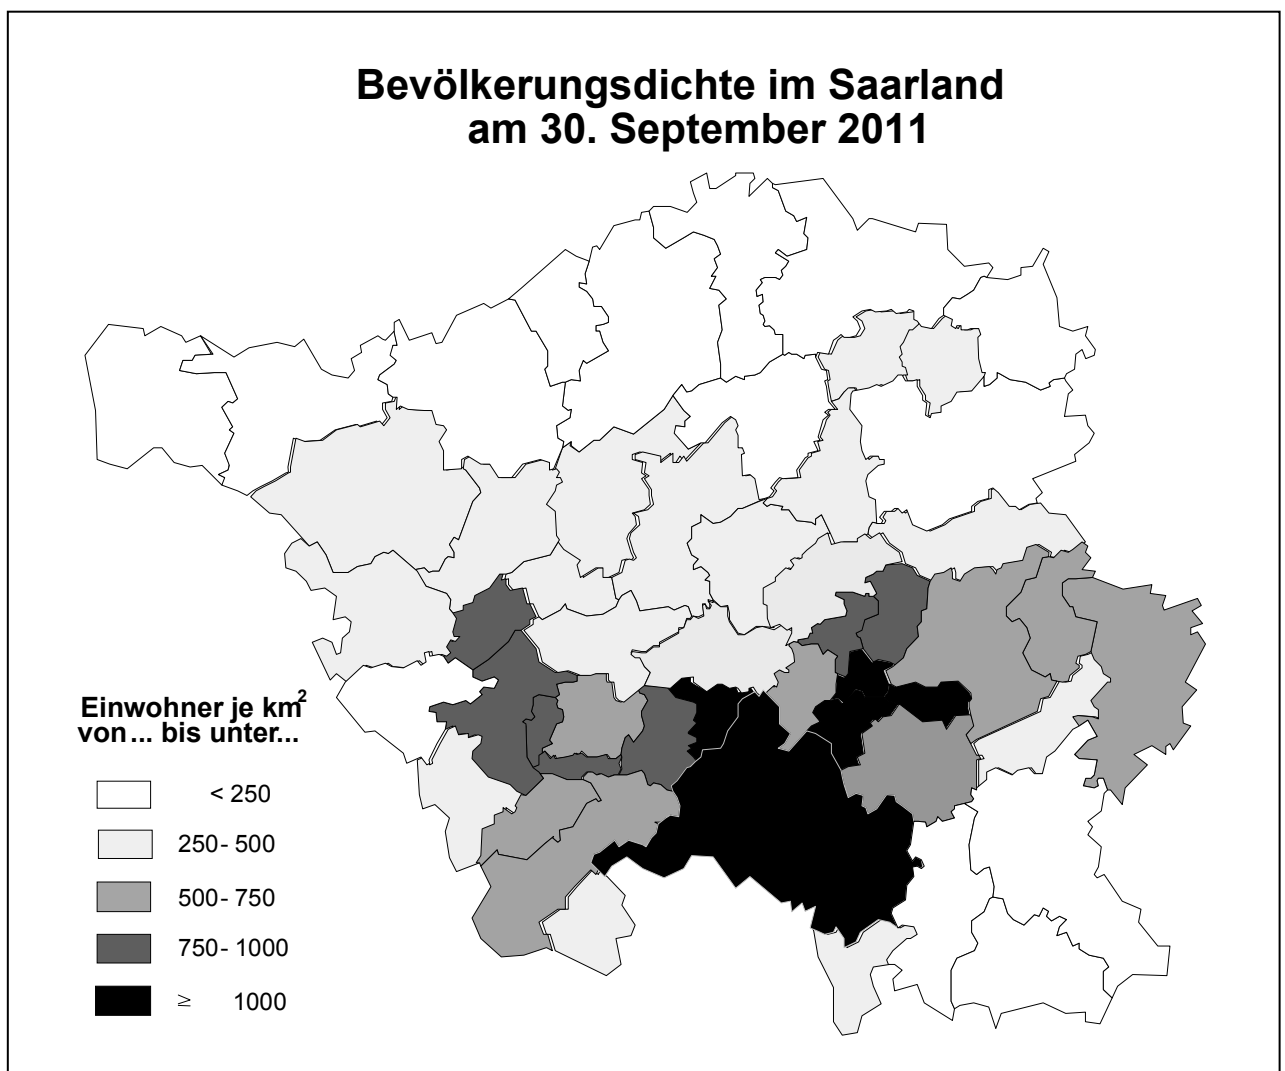 Bevölkerungsdichte im Saarland
am 30. September 2011
Einwohner je km²
von ... bis unter...
< 250
250 - 500
500 - 750
750 - 1000
≥ 1000